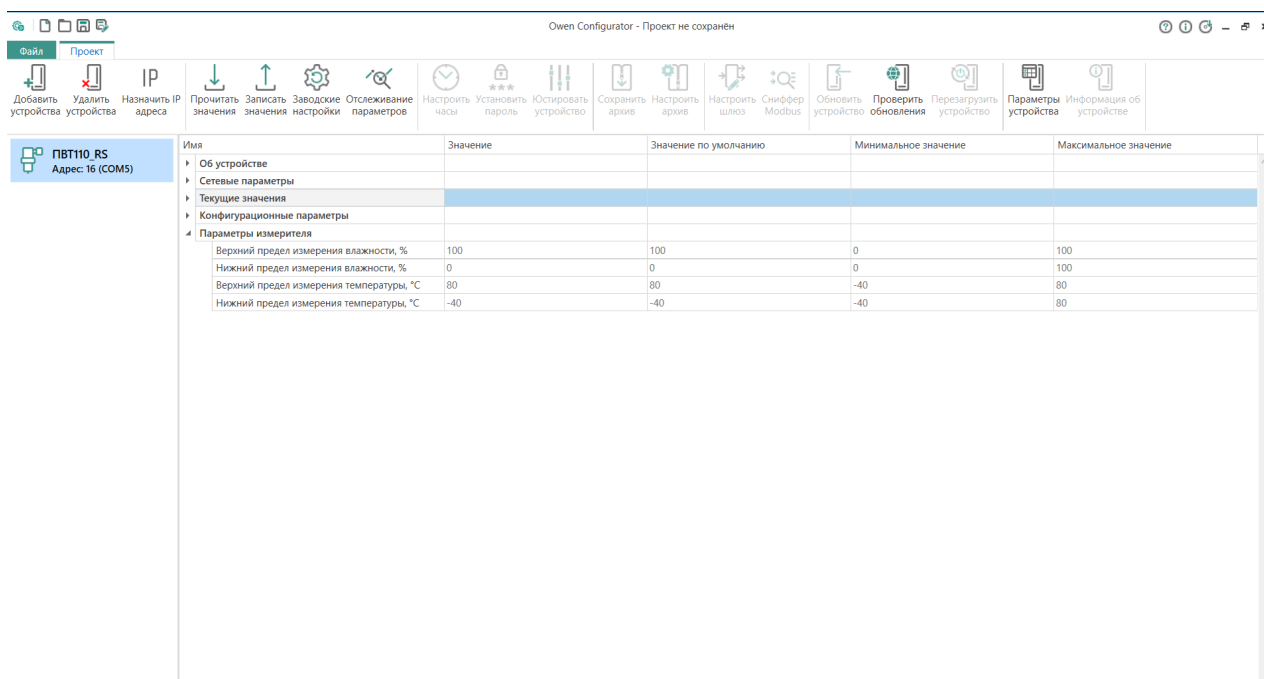 Owen Configurator - Проект не сохранён
Файл Проект
Добавить устройства
Удалить устройства
IP
Назначить IP адреса
Прочитать значения
Записать значения
Заводские настройки
Отслеживание параметров
Настроить часы
Установить пароль
Юстировать устройство
Сохранить архив
Настроить архив
Настроить шлюз
Сниффер Modbus
Обновить устройство
Проверить обновления
Перезагрузить устройство
Параметры устройства
Информация об устройстве
ПВТ110_RS
Адрес: 16 (COM5)
Имя Значение Значение по умолчанию Минимальное значение Максимальное значение
Об устройстве
Сетевые параметры
Текущие значения
Конфигурационные параметры
Параметры измерителя
Верхний предел измерения влажности, % 100 100 0 100
Нижний предел измерения влажности, % 0 0 0 100
Верхний предел измерения температуры, °C 80 80 -40 80
Нижний предел измерения температуры, °C -40 -40 -40 80